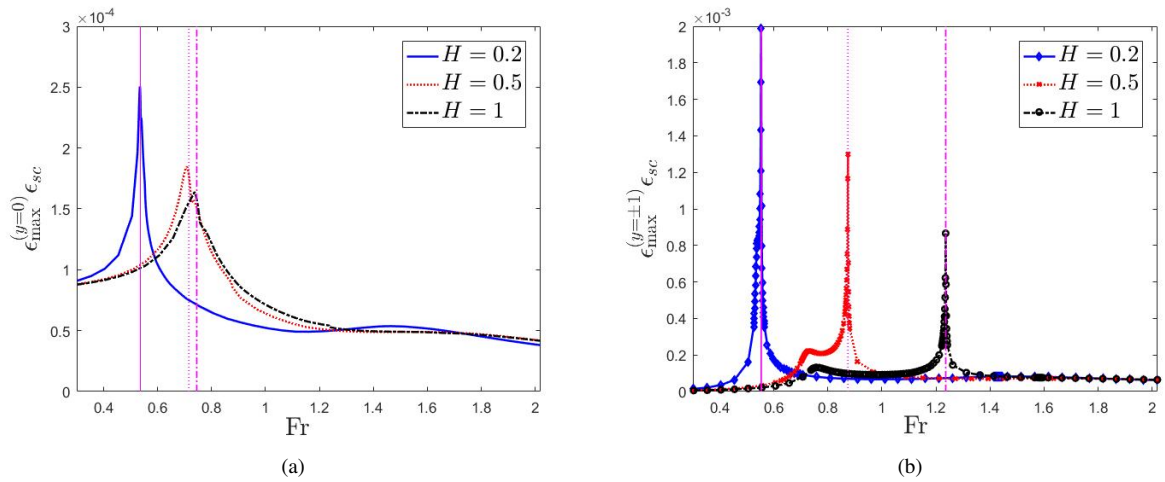 ×10⁻⁴
3
2.5
2
1.5
1
0.5
0
0.4 0.6 0.8 1 1.2 1.4 1.6 1.8 2
Fr
ϵ_max^(y=0) ϵ_sc
H = 0.2
H = 0.5
H = 1
(a)
×10⁻³
2
1.8
1.6
1.4
1.2
1
0.8
0.6
0.4
0.2
0
0.4 0.6 0.8 1 1.2 1.4 1.6 1.8 2
Fr
ϵ_max^(y=±1) ϵ_sc
H = 0.2
H = 0.5
H = 1
(b)